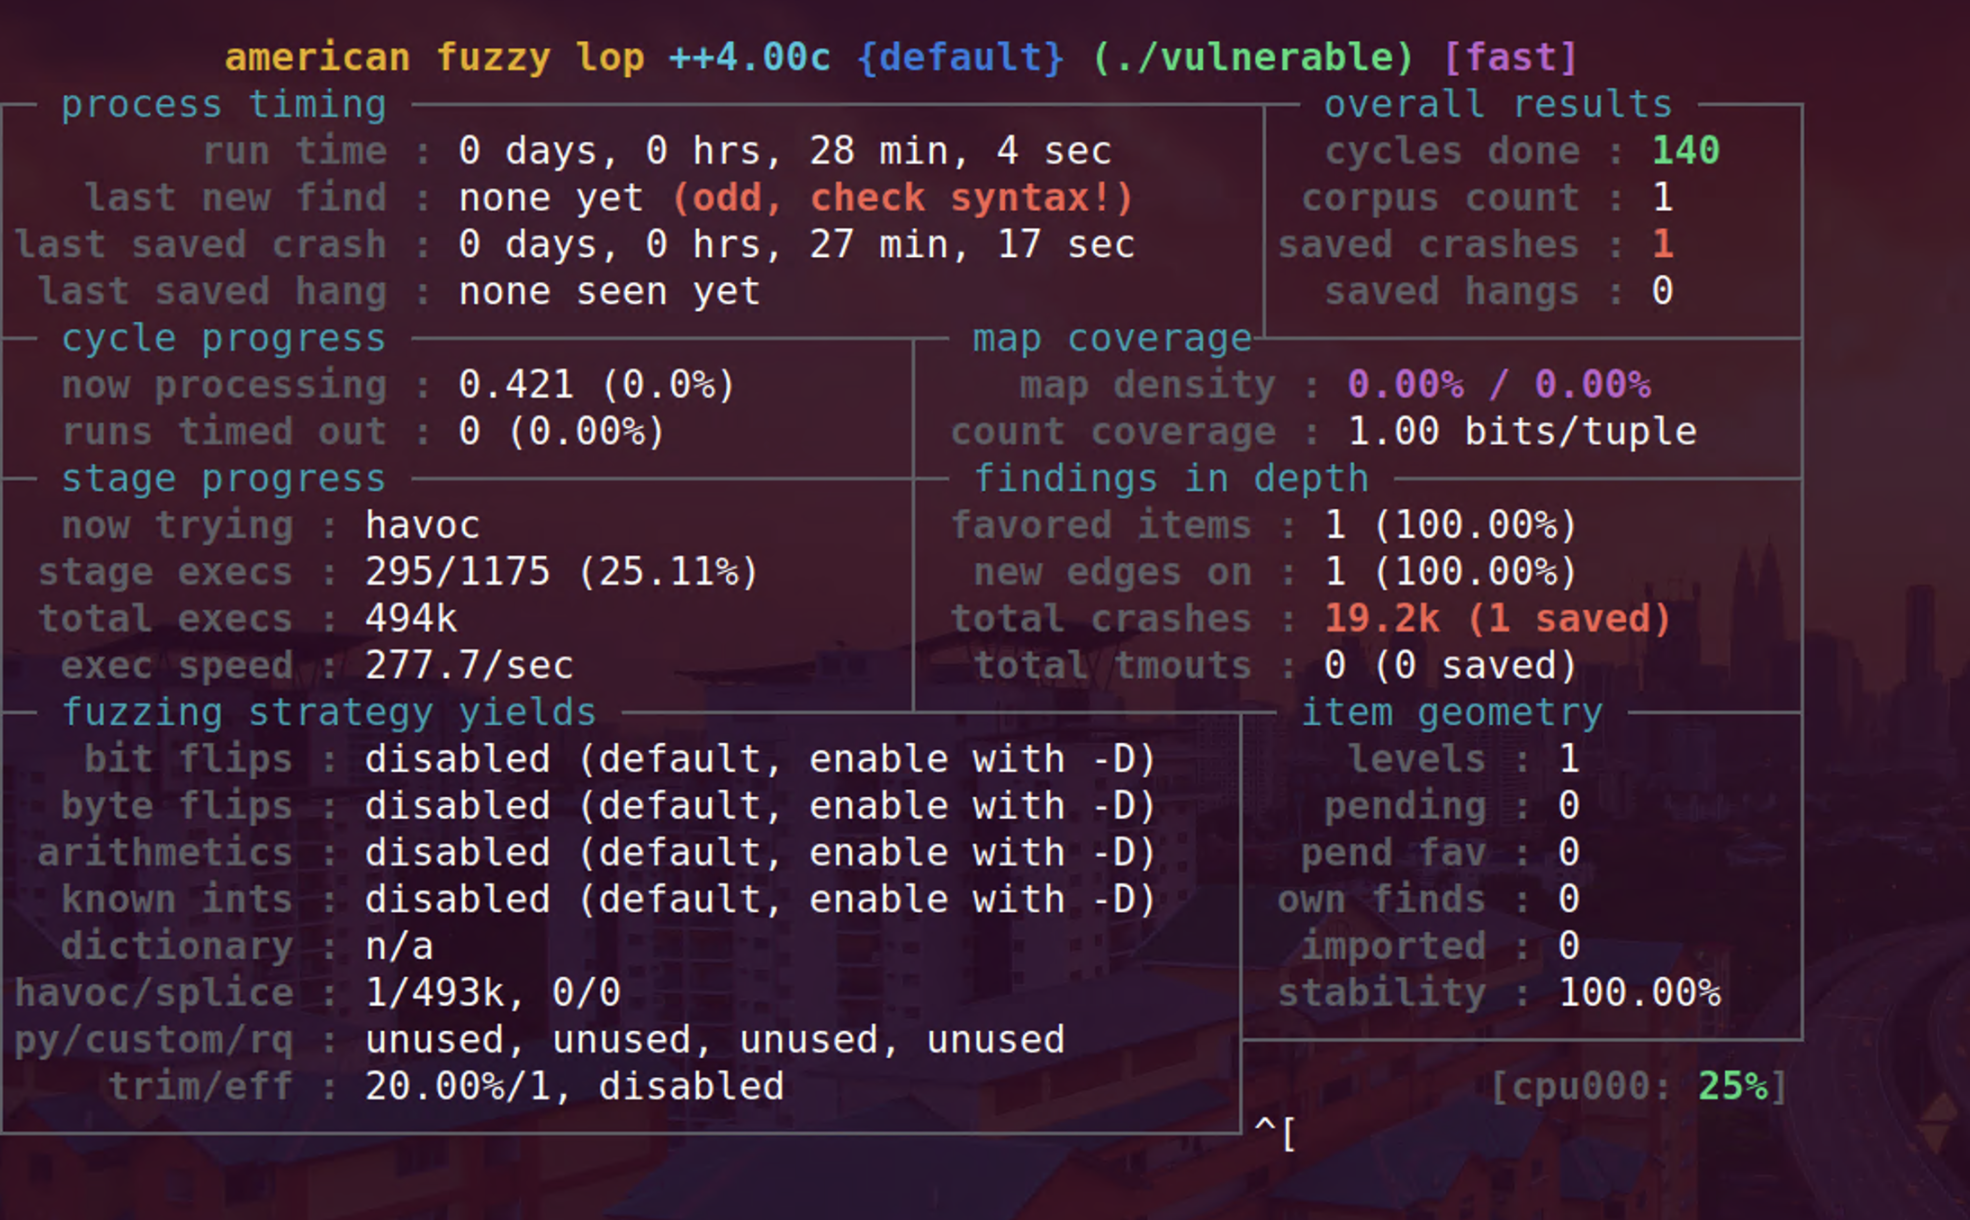 american fuzzy lop ++4.00c {default} (./vulnerable) [fast]
process timing overall results
run time : 0 days, 0 hrs, 28 min, 4 sec cycles done : 140
last new find : none yet (odd, check syntax!) corpus count : 1
last saved crash : 0 days, 0 hrs, 27 min, 17 sec saved crashes : 1
last saved hang : none seen yet saved hangs : 0
cycle progress map coverage
now processing : 0.421 (0.0%) map density : 0.00% / 0.00%
runs timed out : 0 (0.00%) count coverage : 1.00 bits/tuple
stage progress findings in depth
now trying : havoc favored items : 1 (100.00%)
stage execs : 295/1175 (25.11%) new edges on : 1 (100.00%)
total execs : 494k total crashes : 19.2k (1 saved)
exec speed : 277.7/sec total tmouts : 0 (0 saved)
fuzzing strategy yields item geometry
bit flips : disabled (default, enable with -D) levels : 1
byte flips : disabled (default, enable with -D) pending : 0
arithmetics : disabled (default, enable with -D) pend fav : 0
known ints : disabled (default, enable with -D) own finds : 0
dictionary : n/a imported : 0
havoc/splice : 1/493k, 0/0 stability : 100.00%
py/custom/rq : unused, unused, unused, unused
trim/eff : 20.00%/1, disabled [cpu000: 25%]
^[